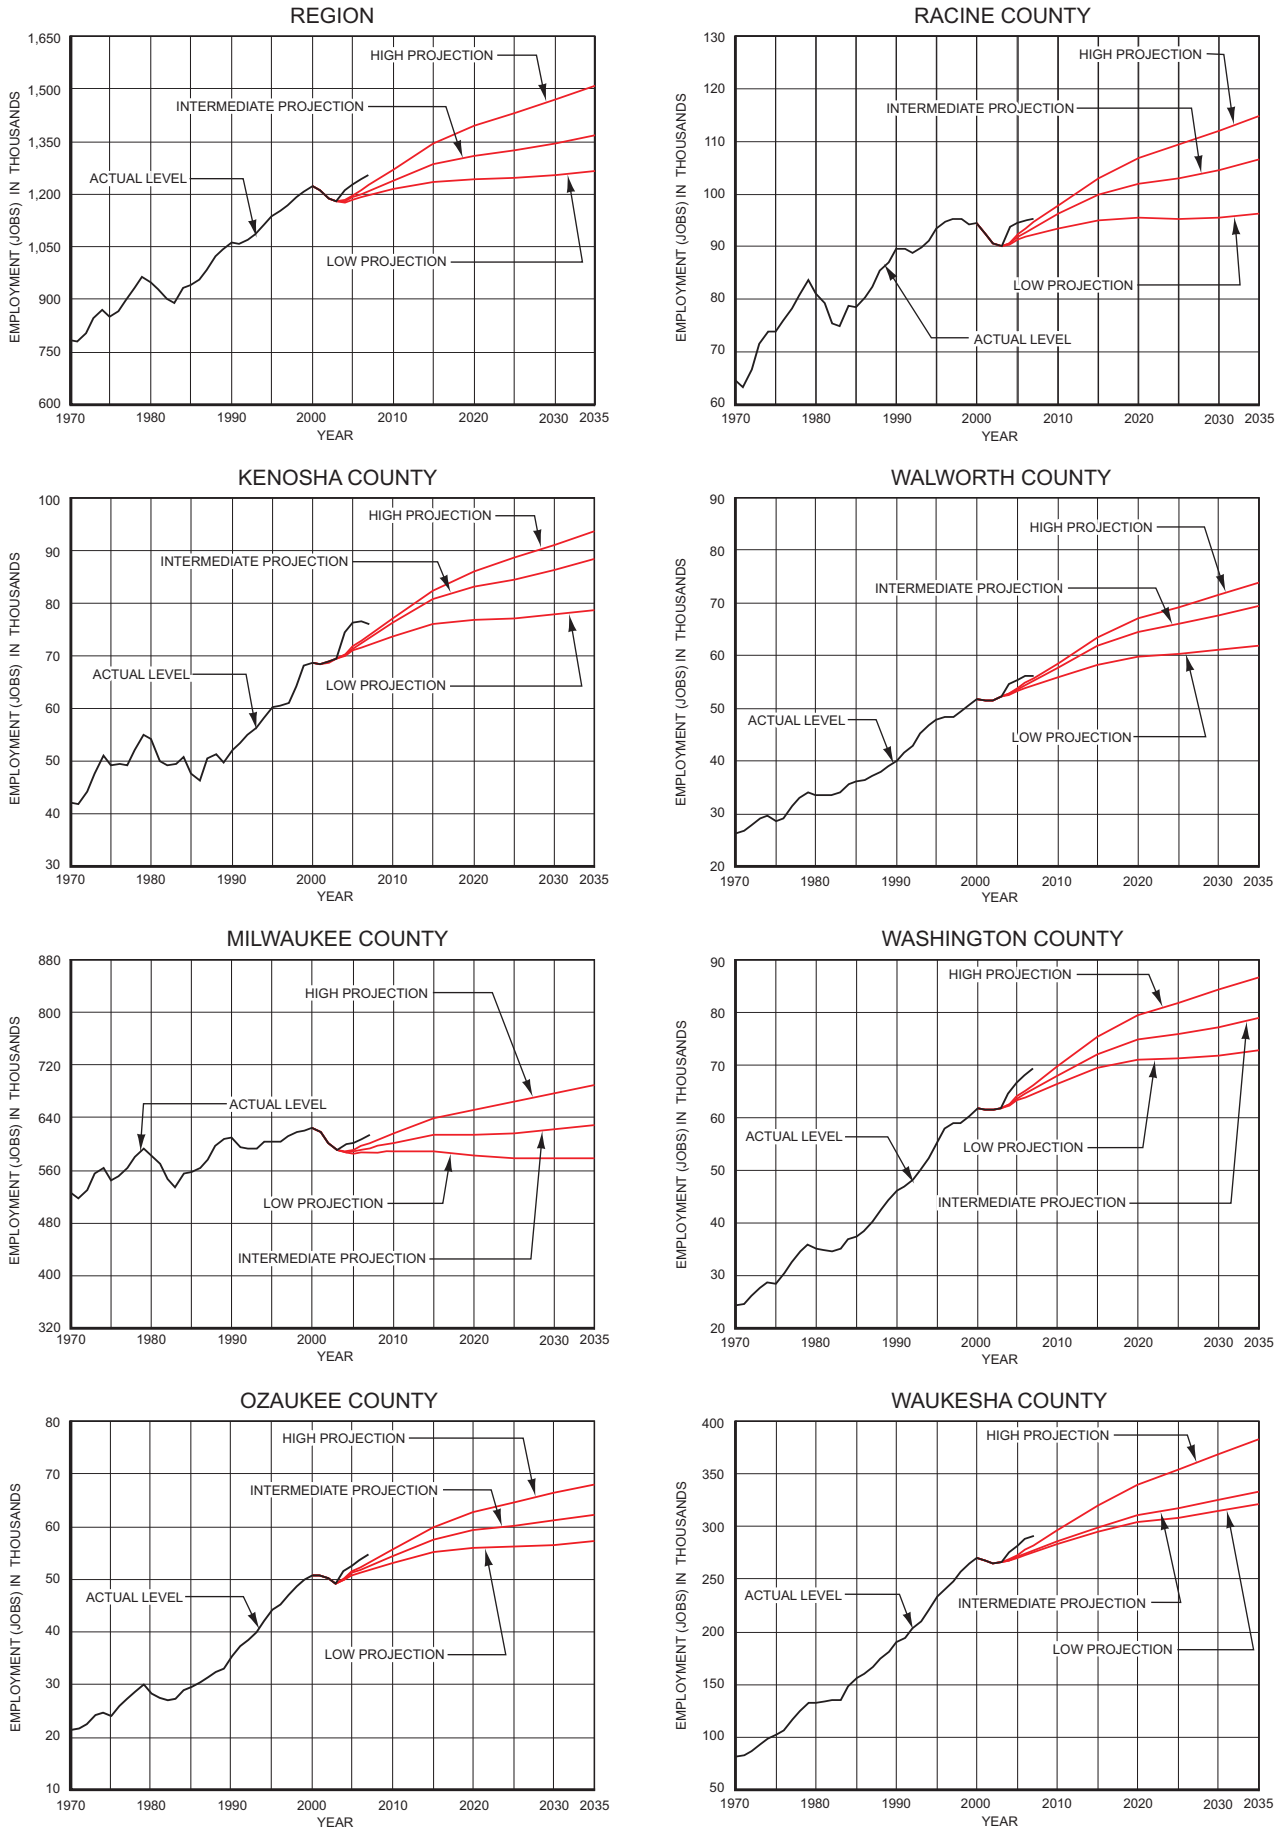 REGION
1,650
1,500
1,350
1,200
1,050
900
750
600
EMPLOYMENT (JOBS) IN THOUSANDS
HIGH PROJECTION
INTERMEDIATE PROJECTION
ACTUAL LEVEL
LOW PROJECTION
1970 1980 1990 2000 2010 2020 2030 2035
YEAR
RACINE COUNTY
130
120
110
100
90
80
70
60
EMPLOYMENT (JOBS) IN THOUSANDS
HIGH PROJECTION
INTERMEDIATE PROJECTION
LOW PROJECTION
ACTUAL LEVEL
1970 1980 1990 2000 2010 2020 2030 2035
YEAR
KENOSHA COUNTY
100
90
80
70
60
50
40
30
EMPLOYMENT (JOBS) IN THOUSANDS
HIGH PROJECTION
INTERMEDIATE PROJECTION
ACTUAL LEVEL
LOW PROJECTION
1970 1980 1990 2000 2010 2020 2030 2035
YEAR
WALWORTH COUNTY
90
80
70
60
50
40
30
20
EMPLOYMENT (JOBS) IN THOUSANDS
HIGH PROJECTION
INTERMEDIATE PROJECTION
ACTUAL LEVEL
LOW PROJECTION
1970 1980 1990 2000 2010 2020 2030 2035
YEAR
MILWAUKEE COUNTY
880
800
720
640
560
480
400
320
EMPLOYMENT (JOBS) IN THOUSANDS
HIGH PROJECTION
ACTUAL LEVEL
LOW PROJECTION
INTERMEDIATE PROJECTION
1970 1980 1990 2000 2010 2020 2030 2035
YEAR
WASHINGTON COUNTY
90
80
70
60
50
40
30
20
EMPLOYMENT (JOBS) IN THOUSANDS
HIGH PROJECTION
ACTUAL LEVEL
LOW PROJECTION
INTERMEDIATE PROJECTION
1970 1980 1990 2000 2010 2020 2030 2035
YEAR
OZAUKEE COUNTY
80
70
60
50
40
30
20
10
EMPLOYMENT (JOBS) IN THOUSANDS
HIGH PROJECTION
INTERMEDIATE PROJECTION
ACTUAL LEVEL
LOW PROJECTION
1970 1980 1990 2000 2010 2020 2030 2035
YEAR
WAUKESHA COUNTY
400
350
300
250
200
150
100
50
EMPLOYMENT (JOBS) IN THOUSANDS
HIGH PROJECTION
ACTUAL LEVEL
INTERMEDIATE PROJECTION
LOW PROJECTION
1970 1980 1990 2000 2010 2020 2030 2035
YEAR